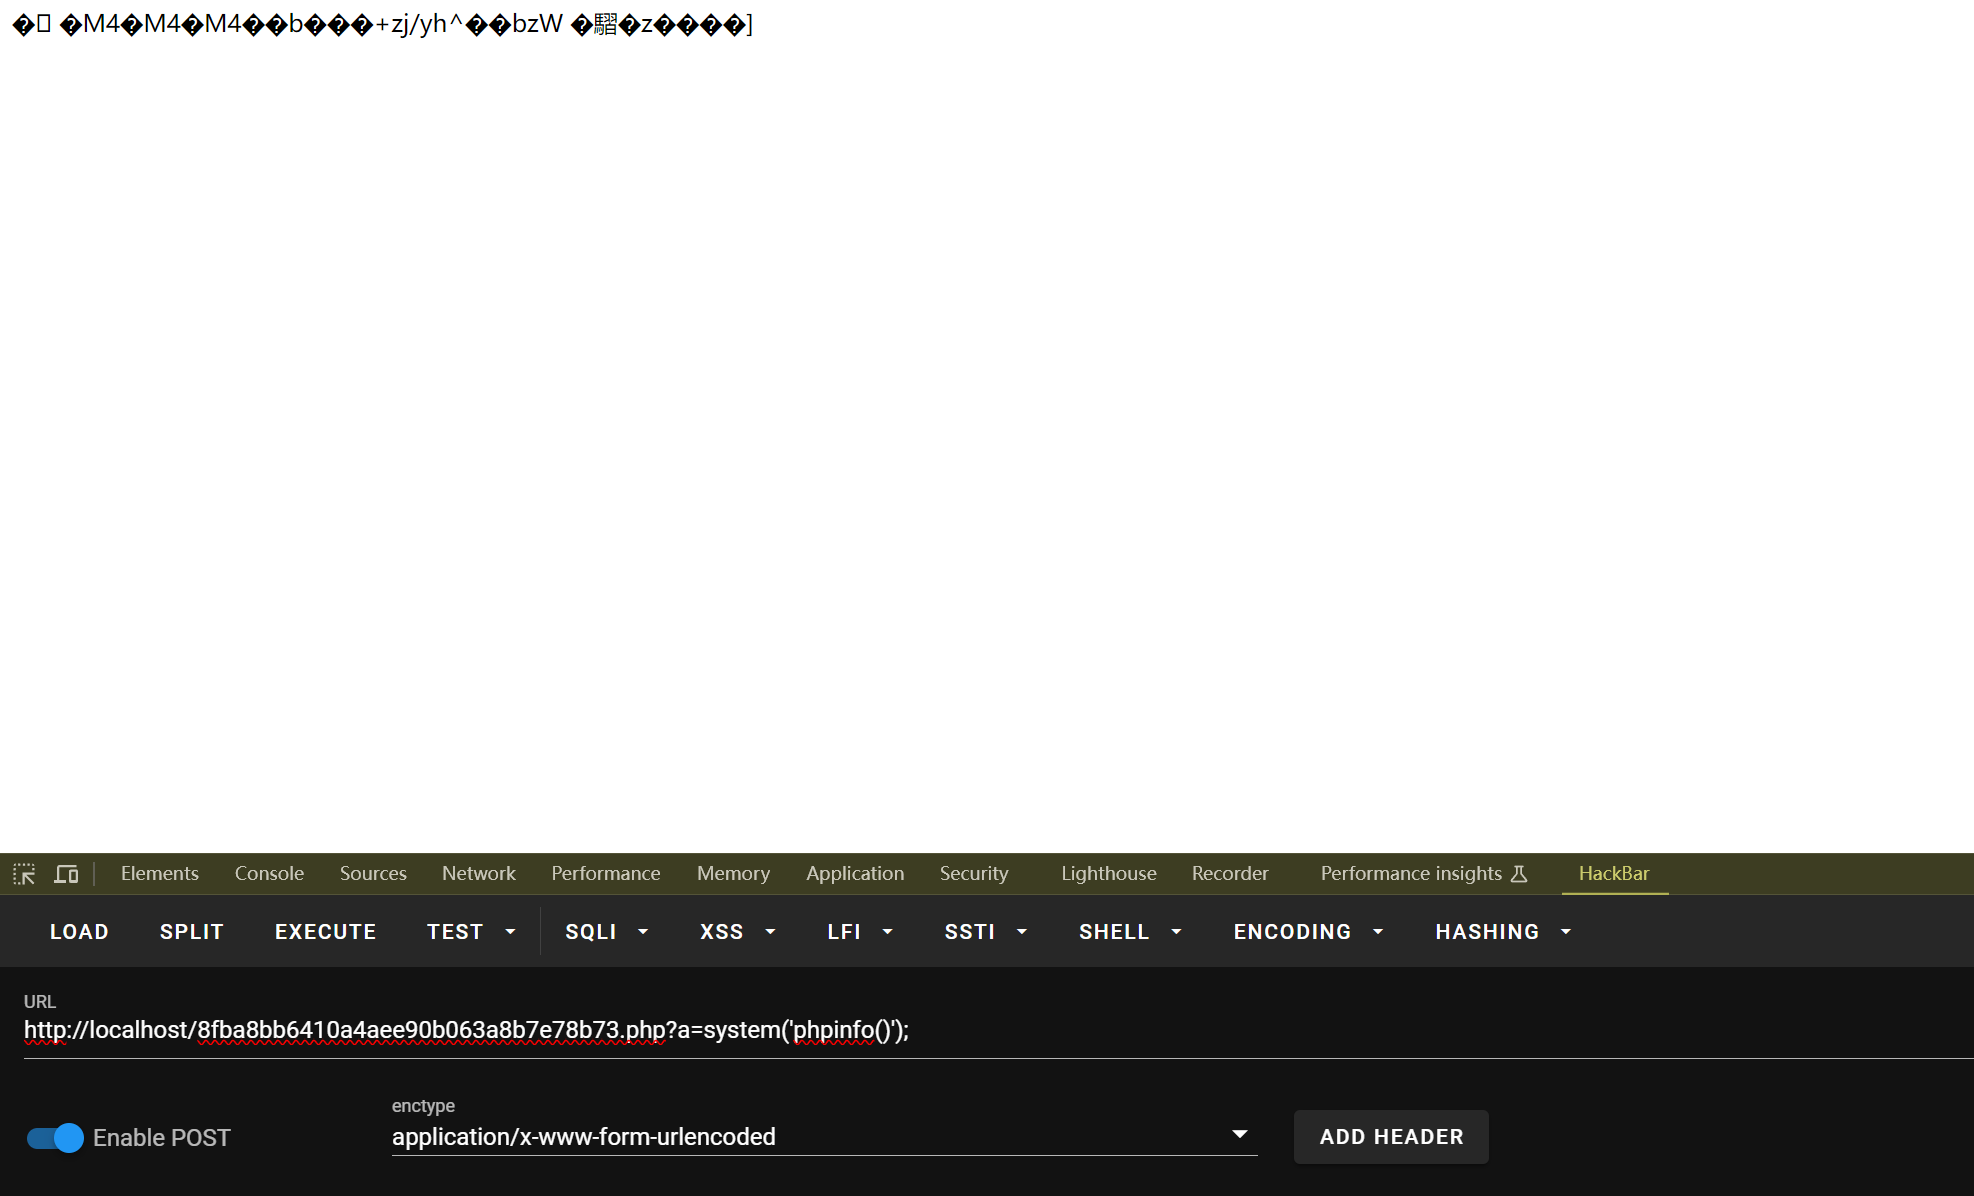 �� �M4�M4�M4��b���+zj/yh^��bzW �騽�z����]
Elements Console Sources Network Performance Memory Application Security Lighthouse Recorder Performance insights HackBar
LOAD SPLIT EXECUTE TEST SQLI XSS LFI SSTI SHELL ENCODING HASHING
URL
http://localhost/8fba8bb6410a4aee90b063a8b7e78b73.php?a=system('phpinfo()');
enctype
Enable POST application/x-www-form-urlencoded ADD HEADER